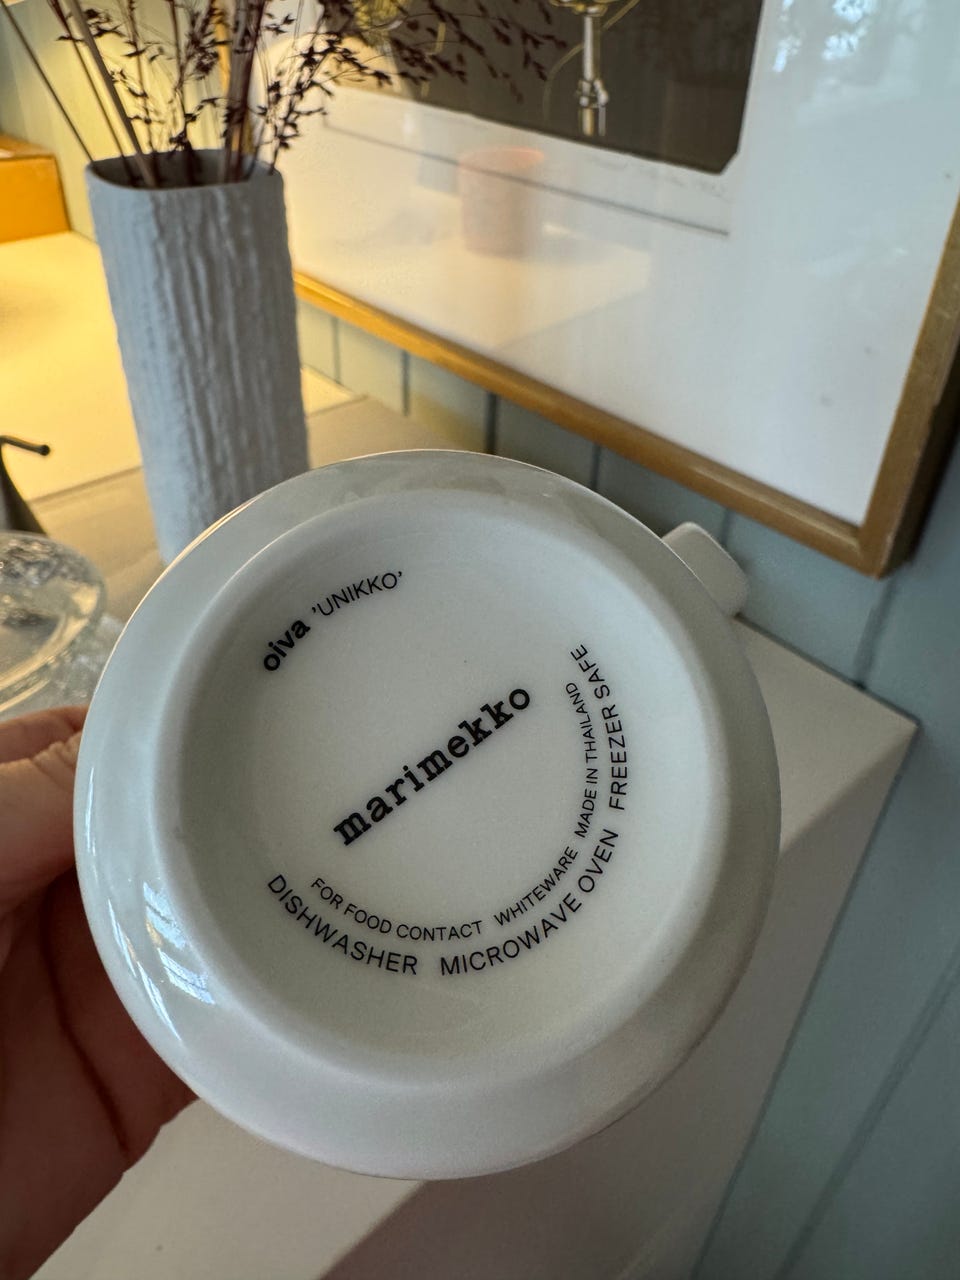 oiva ’UNIKKO’
marimekko
FOR FOOD CONTACT WHITEWARE MADE IN THAILAND
DISHWASHER MICROWAVE OVEN FREEZER SAFE